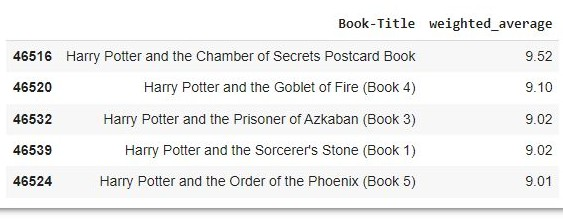 Book-Title weighted_average
46516 Harry Potter and the Chamber of Secrets Postcard Book 9.52
46520 Harry Potter and the Goblet of Fire (Book 4) 9.10
46532 Harry Potter and the Prisoner of Azkaban (Book 3) 9.02
46539 Harry Potter and the Sorcerer's Stone (Book 1) 9.02
46524 Harry Potter and the Order of the Phoenix (Book 5) 9.01